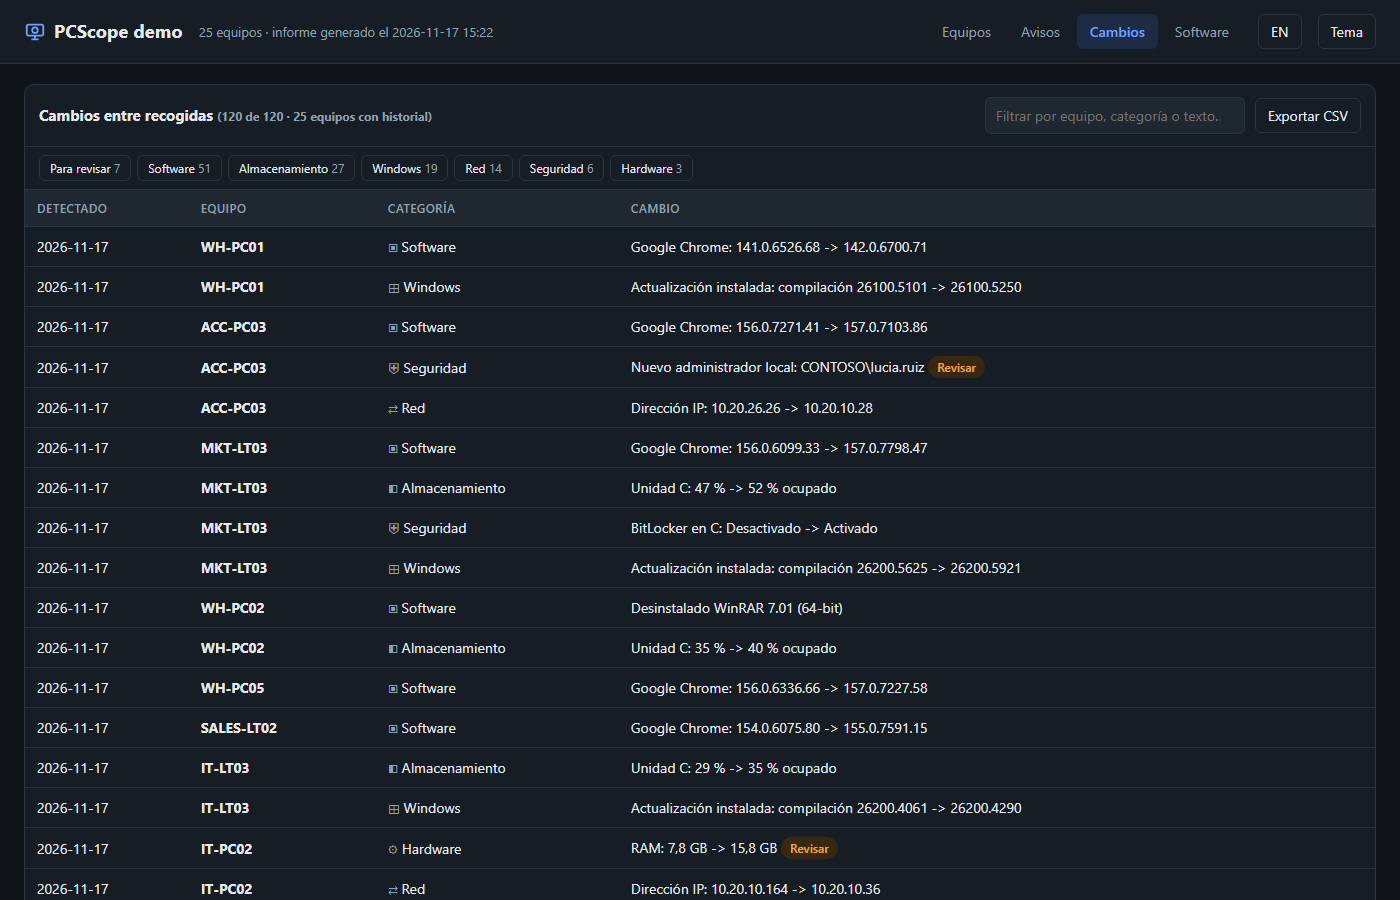 PCScope demo 25 equipos · informe generado el 2026-11-17 15:22 Equipos Avisos Cambios Software EN Tema
Cambios entre recogidas (120 de 120 · 25 equipos con historial) Filtrar por equipo, categoría o texto.. Exportar CSV
Para revisar 7 Software 51 Almacenamiento 27 Windows 19 Red 14 Seguridad 6 Hardware 3
DETECTADO EQUIPO CATEGORÍA CAMBIO
2026-11-17 WH-PC01 Software Google Chrome: 141.0.6526.68 -> 142.0.6700.71
2026-11-17 WH-PC01 Windows Actualización instalada: compilación 26100.5101 -> 26100.5250
2026-11-17 ACC-PC03 Software Google Chrome: 156.0.7271.41 -> 157.0.7103.86
2026-11-17 ACC-PC03 Seguridad Nuevo administrador local: CONTOSO\lucia.ruiz Revisar
2026-11-17 ACC-PC03 Red Dirección IP: 10.20.26.26 -> 10.20.10.28
2026-11-17 MKT-LT03 Software Google Chrome: 156.0.6099.33 -> 157.0.7798.47
2026-11-17 MKT-LT03 Almacenamiento Unidad C: 47 % -> 52 % ocupado
2026-11-17 MKT-LT03 Seguridad BitLocker en C: Desactivado -> Activado
2026-11-17 MKT-LT03 Windows Actualización instalada: compilación 26200.5625 -> 26200.5921
2026-11-17 WH-PC02 Software Desinstalado WinRAR 7.01 (64-bit)
2026-11-17 WH-PC02 Almacenamiento Unidad C: 35 % -> 40 % ocupado
2026-11-17 WH-PC05 Software Google Chrome: 156.0.6336.66 -> 157.0.7227.58
2026-11-17 SALES-LT02 Software Google Chrome: 154.0.6075.80 -> 155.0.7591.15
2026-11-17 IT-LT03 Almacenamiento Unidad C: 29 % -> 35 % ocupado
2026-11-17 IT-LT03 Windows Actualización instalada: compilación 26200.4061 -> 26200.4290
2026-11-17 IT-PC02 Hardware RAM: 7,8 GB -> 15,8 GB Revisar
2026-11-17 IT-PC02 Red Dirección IP: 10.20.10.164 -> 10.20.10.36